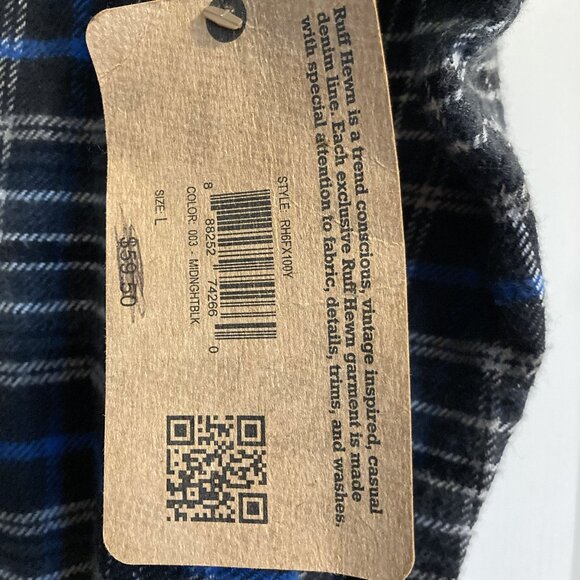 Ruff Hewn is a trend conscious, vintage inspired, casual
denim line. Each exclusive Ruff Hewn garment is made
with special attention to fabric, details, trims, and washes.
STYLE: RH6FX100Y
8 88252 74266 0
COLOR: 003 - MIDNGHTBLK
SIZE: L
$59.50